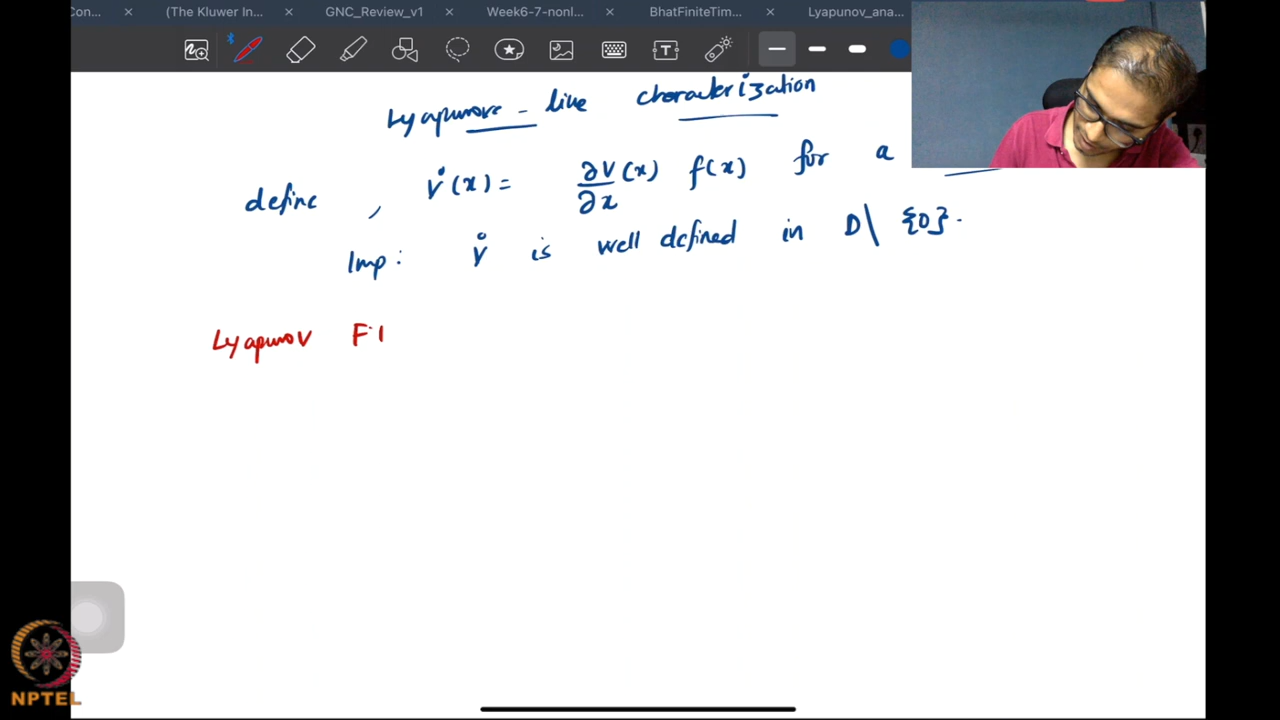 Con...
(The Kluwer In...
GNC_Review_v1
Week6-7-nonl...
BhatFiniteTim...
Lyapunov_ana...
Lyapunov - like characterization
define , V̇(x) = ∂V/∂x (x) f(x) for a
Imp: V̇ is well defined in D\ {0}.
Lyapunov
NPTEL